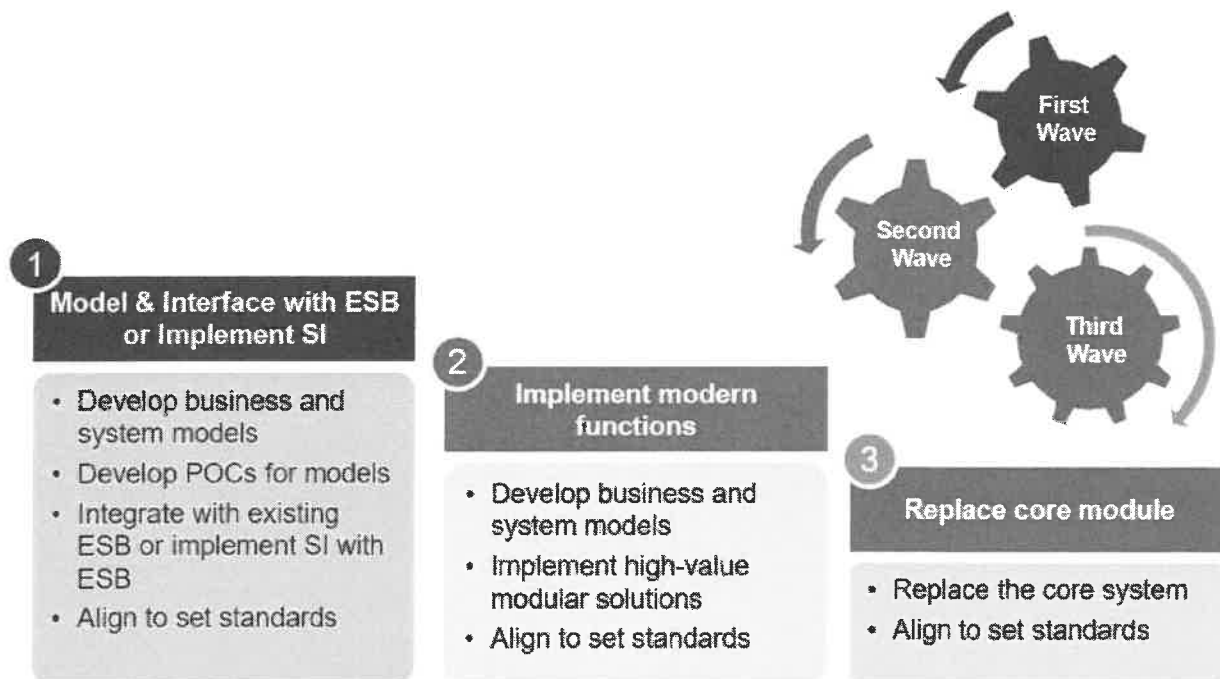 First
Wave
Second
Wave
Third
Wave
1
Model & Interface with ESB
or Implement SI
• Develop business and
system models
• Develop POCs for models
• Integrate with existing
ESB or implement SI with
ESB
• Align to set standards
2
Implement modern
functions
• Develop business and
system models
• Implement high-value
modular solutions
• Align to set standards
3
Replace core module
• Replace the core system
• Align to set standards